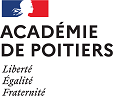 ACADÉMIE
DE POITIERS
Liberté
Égalité
Fraternité